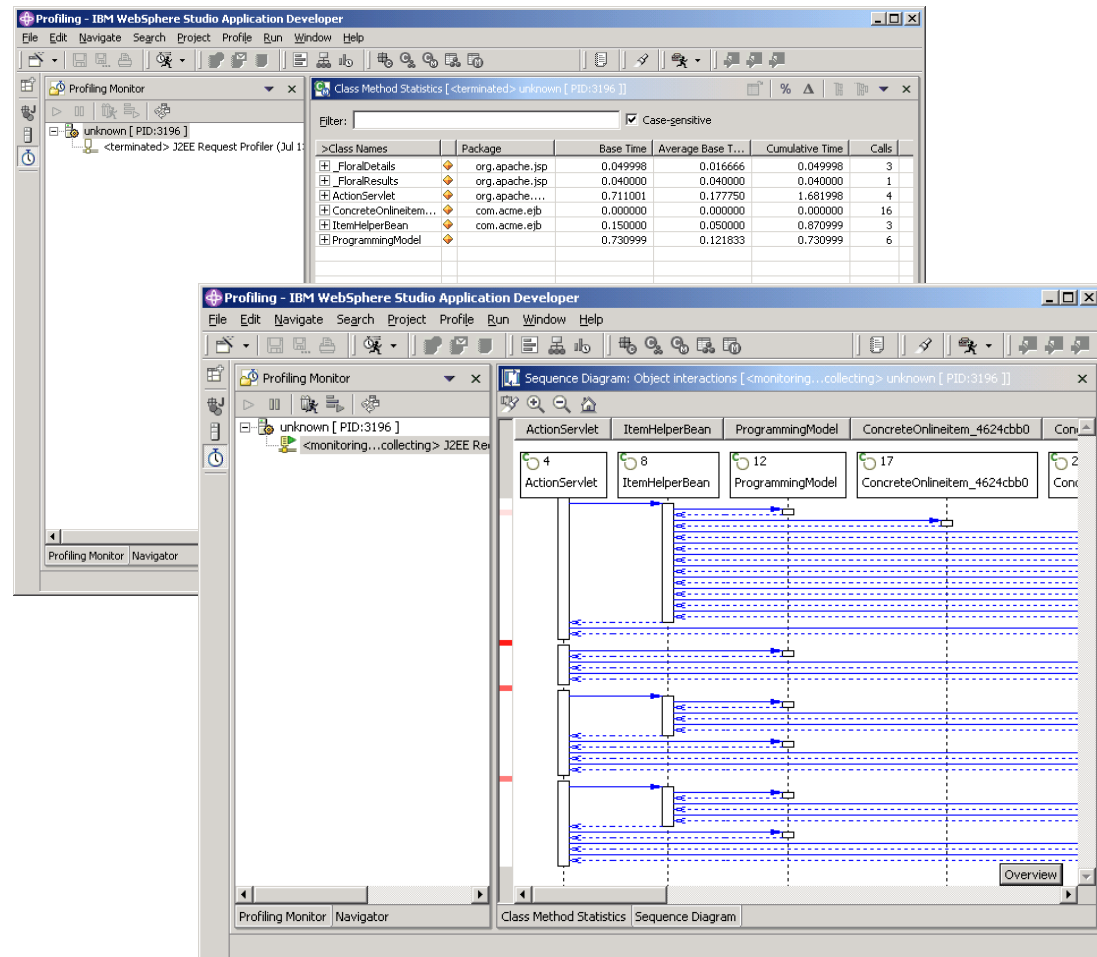 Profiling - IBM WebSphere Studio Application Developer
File Edit Navigate Search Project Profile Run Window Help
Profiling Monitor
unknown [ PID:3196 ]
<terminated> J2EE Request Profiler (Jul 1
Class Method Statistics [ <terminated> unknown [ PID:3196 ]]
Filter: Case-sensitive
>Class Names Package Base Time Average Base T... Cumulative Time Calls
_FloralDetails org.apache.jsp 0.049998 0.016666 0.049998 3
_FloralResults org.apache.jsp 0.040000 0.040000 0.040000 1
ActionServlet org.apache.... 0.711001 0.177750 1.681998 4
ConcreteOnlineitem... com.acme.ejb 0.000000 0.000000 0.000000 16
ItemHelperBean com.acme.ejb 0.150000 0.050000 0.870999 3
ProgrammingModel 0.730999 0.121833 0.730999 6
Profiling Monitor Navigator
Profiling - IBM WebSphere Studio Application Developer
File Edit Navigate Search Project Profile Run Window Help
Profiling Monitor
unknown [ PID:3196 ]
<monitoring...collecting> J2EE Req
Sequence Diagram: Object interactions [ <monitoring...collecting> unknown [ PID:3196 ]]
ActionServlet ItemHelperBean ProgrammingModel ConcreteOnlineitem_4624cbb0 Con
4 8 12 17 2
ActionServlet ItemHelperBean ProgrammingModel ConcreteOnlineitem_4624cbb0 Conc
Overview
Profiling Monitor Navigator
Class Method Statistics Sequence Diagram